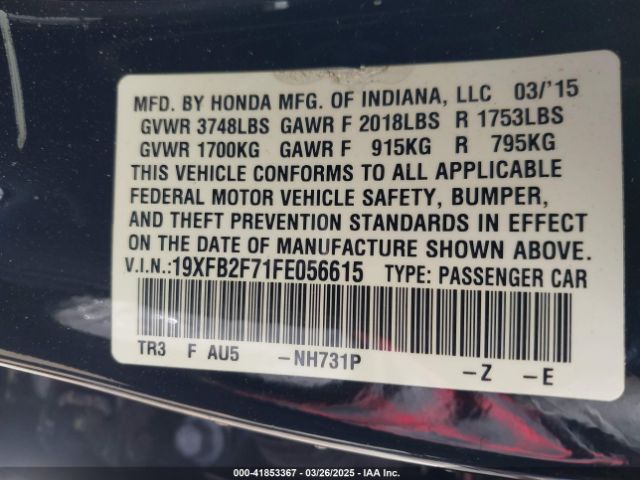 MFD. BY HONDA MFG. OF INDIANA, LLC 03/'15
GVWR 3748LBS GAWR F 2018LBS R 1753LBS
GVWR 1700KG GAWR F 915KG R 795KG
THIS VEHICLE CONFORMS TO ALL APPLICABLE
FEDERAL MOTOR VEHICLE SAFETY, BUMPER,
AND THEFT PREVENTION STANDARDS IN EFFECT
ON THE DATE OF MANUFACTURE SHOWN ABOVE.
V.I.N.:19XFB2F71FE056615 TYPE: PASSENGER CAR
TR3 F AU5 -NH731P -Z -E
000-41853367 | 03/26/2025 | IAA Inc.